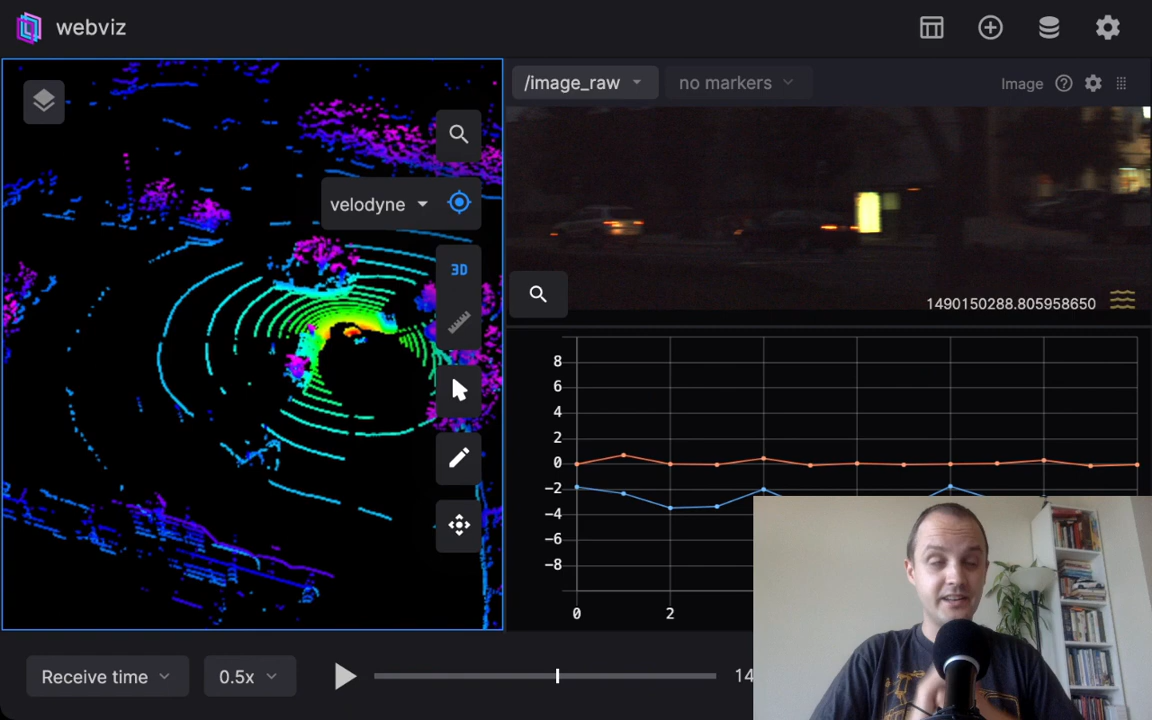 webviz
/image_raw
no markers
Image
velodyne
3D
1490150288.805958650
8
6
4
2
0
-2
-4
-6
-8
0
2
Receive time
0.5x
14